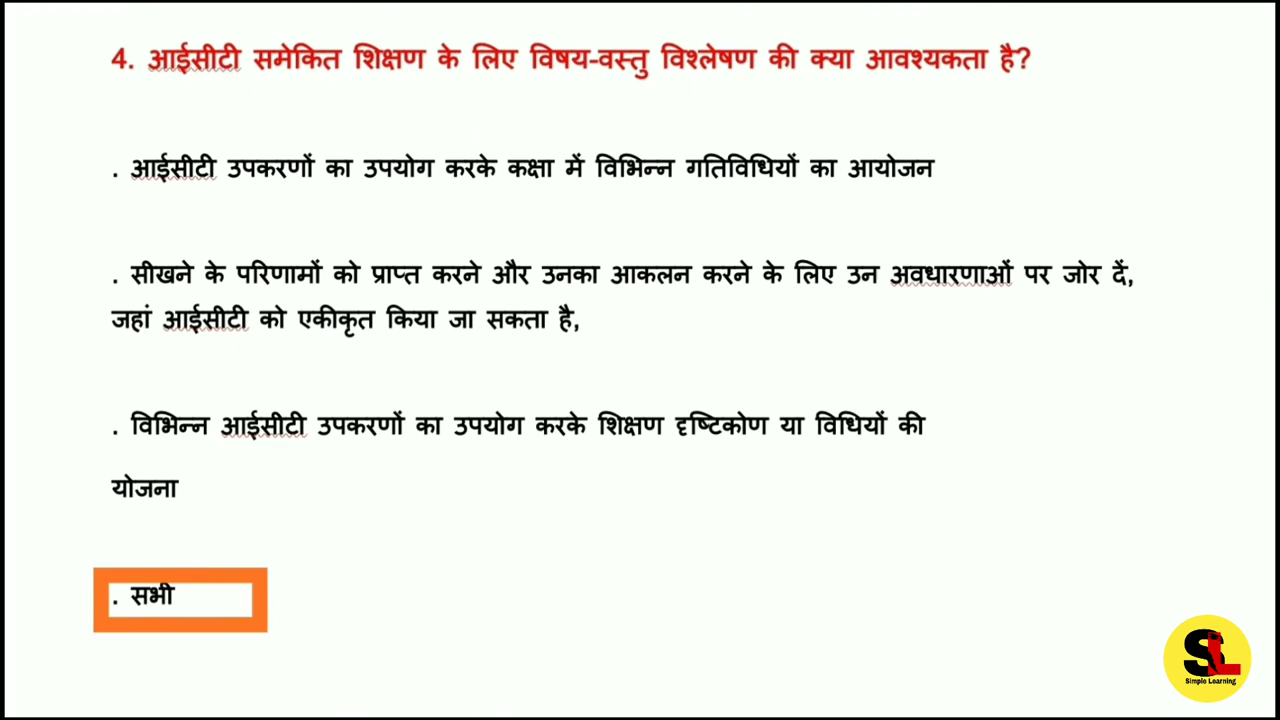 4. आईसीटी समेकित शिक्षण के लिए विषय-वस्तु विश्लेषण की क्या आवश्यकता है?
. आईसीटी उपकरणों का उपयोग करके कक्षा में विभिन्न गतिविधियों का आयोजन
. सीखने के परिणामों को प्राप्त करने और उनका आकलन करने के लिए उन अवधारणाओं पर जोर दें,
जहां आईसीटी को एकीकृत किया जा सकता है,
. विभिन्न आईसीटी उपकरणों का उपयोग करके शिक्षण दृष्टिकोण या विधियों की
योजना
. सभी
SL
Simple Learning